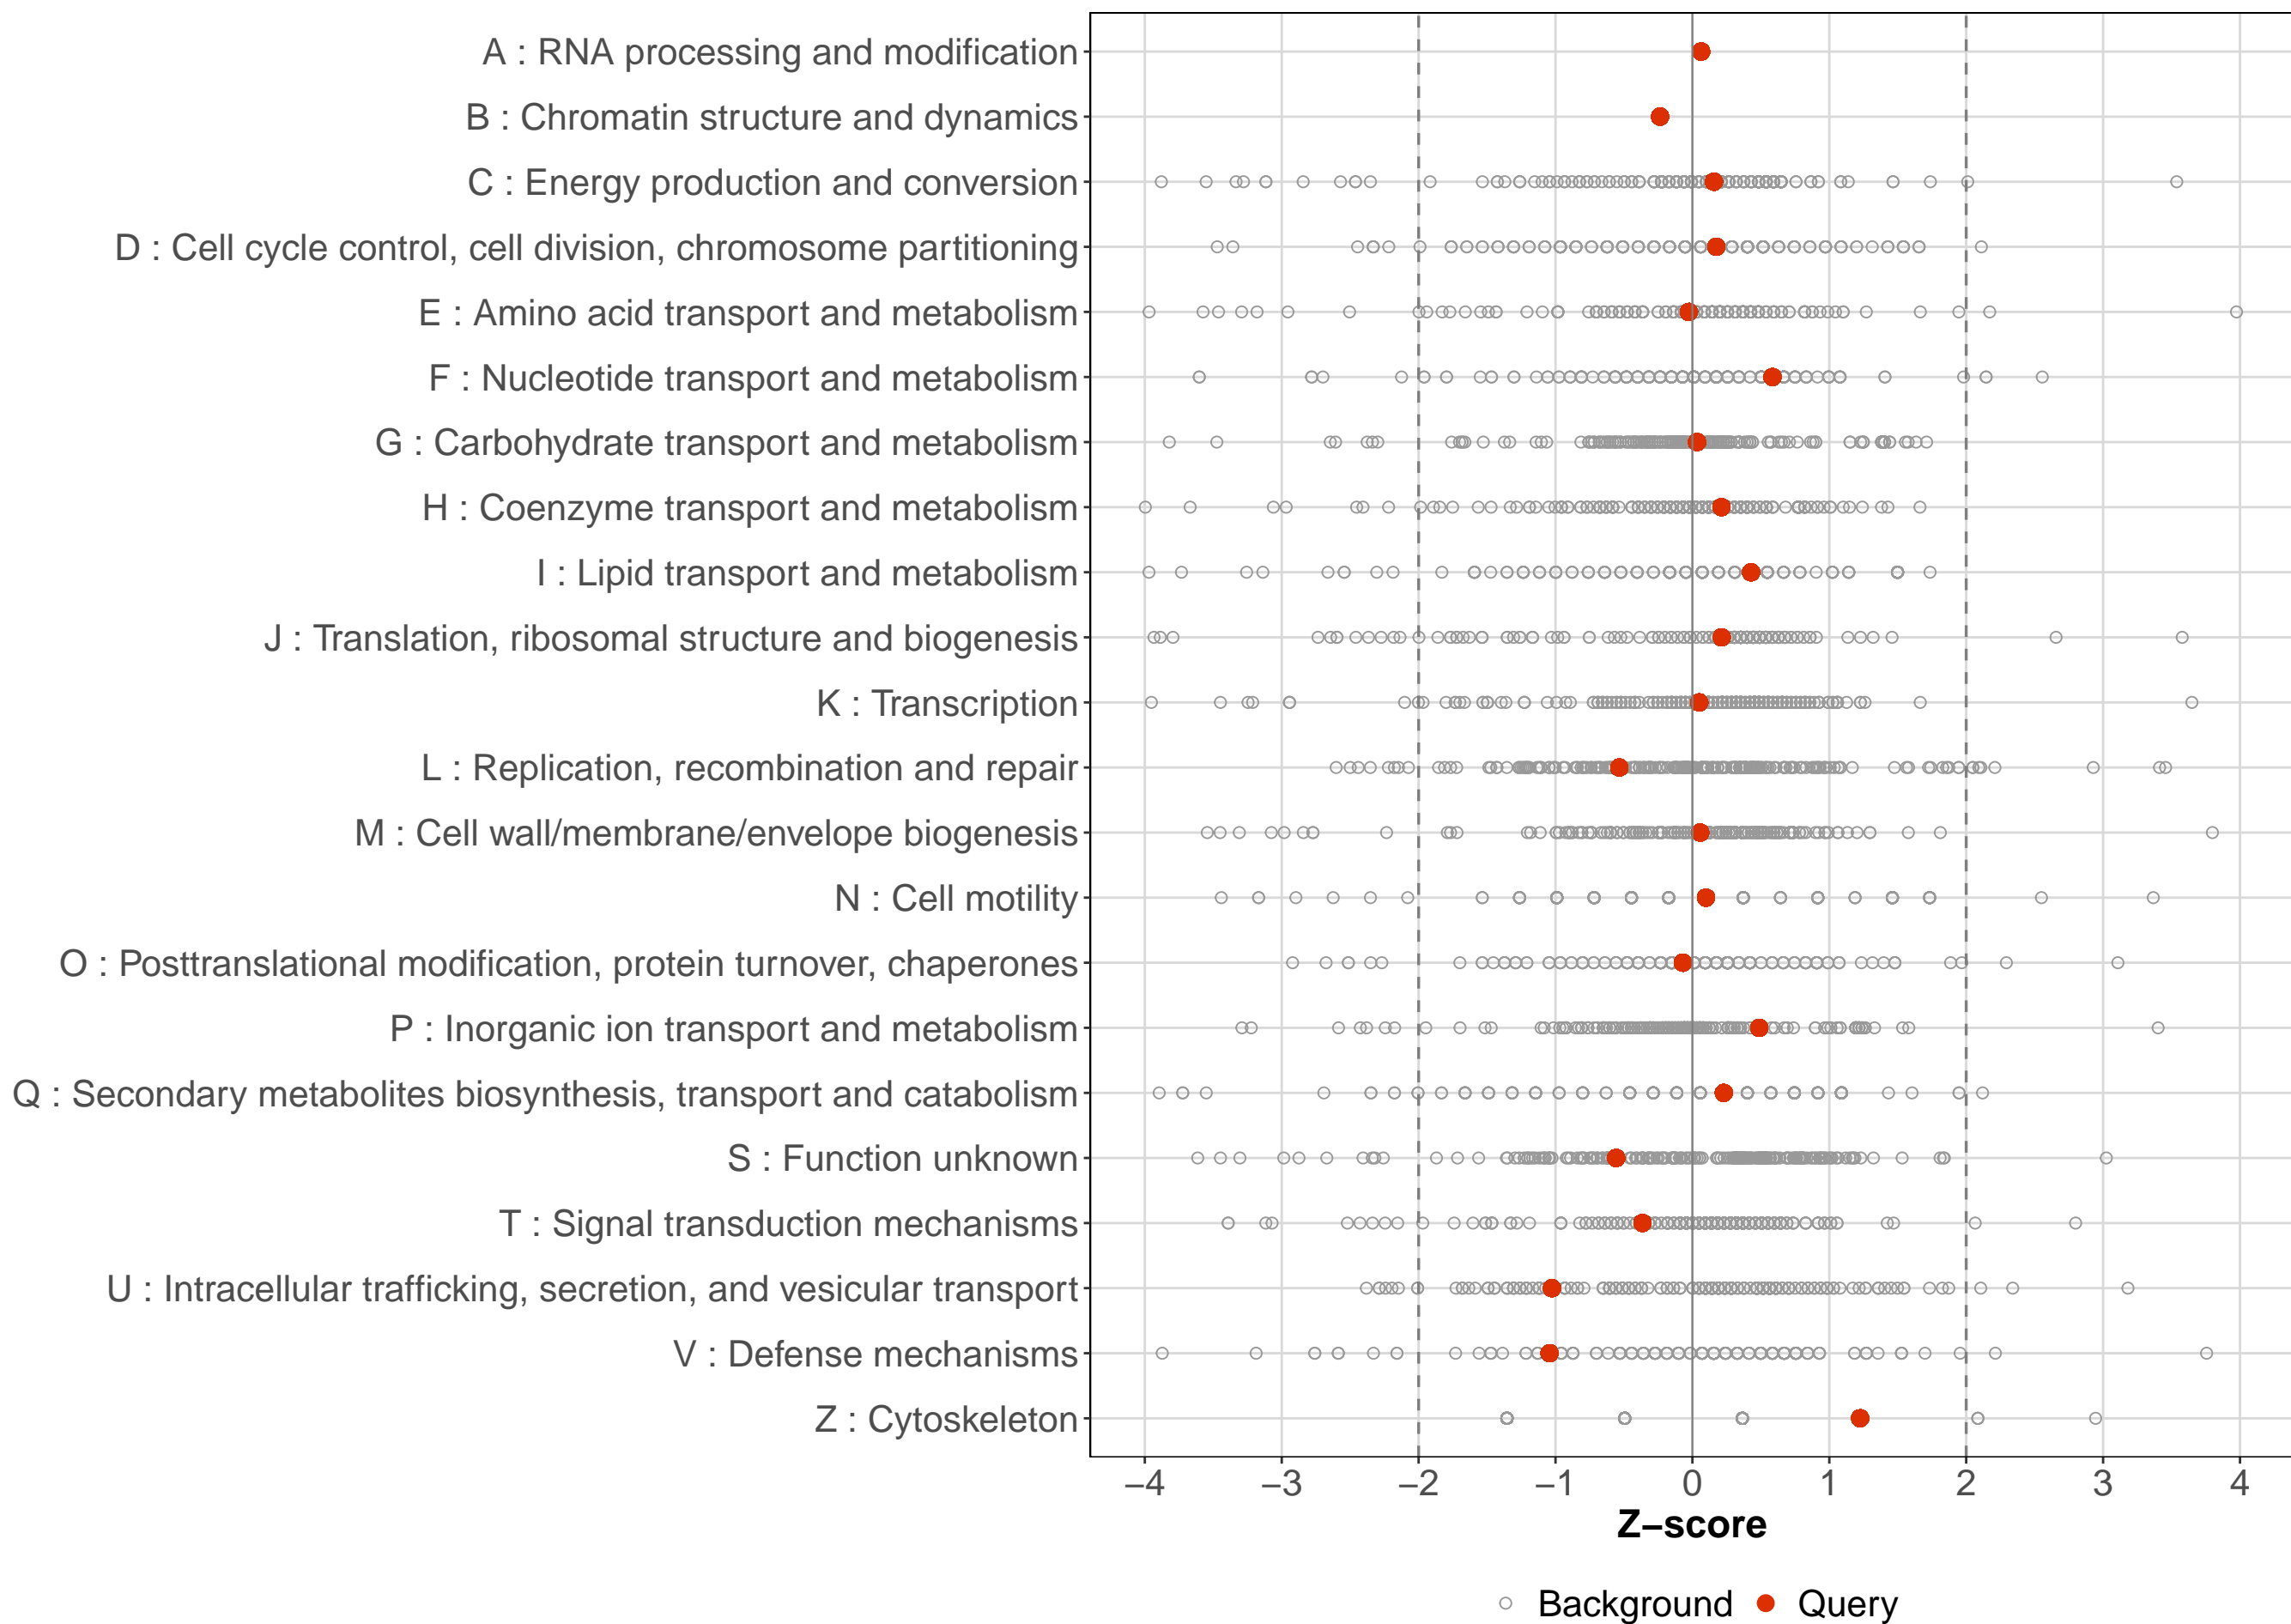 A : RNA processing and modification
B : Chromatin structure and dynamics
C : Energy production and conversion
D : Cell cycle control, cell division, chromosome partitioning
E : Amino acid transport and metabolism
F : Nucleotide transport and metabolism
G : Carbohydrate transport and metabolism
H : Coenzyme transport and metabolism
I : Lipid transport and metabolism
J : Translation, ribosomal structure and biogenesis
K : Transcription
L : Replication, recombination and repair
M : Cell wall/membrane/envelope biogenesis
N : Cell motility
O : Posttranslational modification, protein turnover, chaperones
P : Inorganic ion transport and metabolism
Q : Secondary metabolites biosynthesis, transport and catabolism
S : Function unknown
T : Signal transduction mechanisms
U : Intracellular trafficking, secretion, and vesicular transport
V : Defense mechanisms
Z : Cytoskeleton
−4 −3 −2 −1 0 1 2 3 4
Z−score
Background Query